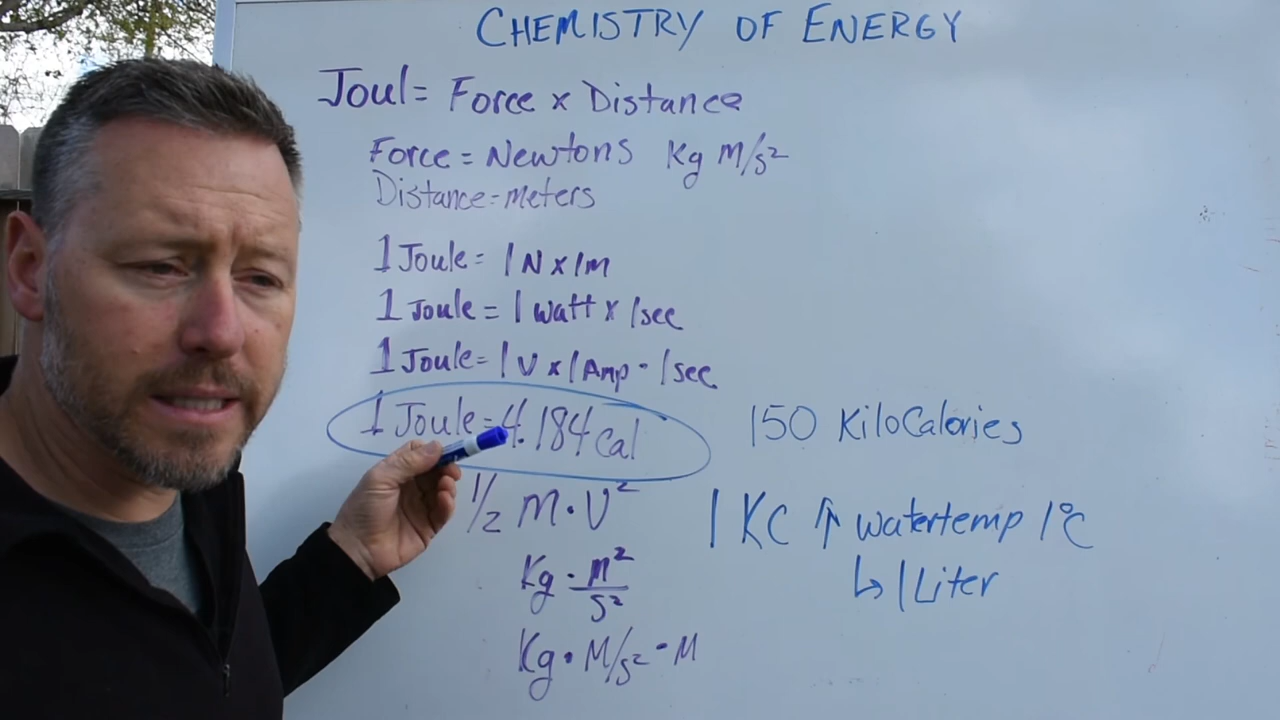 CHEMISTRY OF ENERGY
Joul= Force x Distance
Force = Newtons Kg M/s²
Distance=meters
1 Joule= 1 N x 1m
1 Joule = 1 watt x 1sec
1 Joule= 1 V x 1 Amp · 1sec
1 Joule=4.184 Cal
150 KiloCalories
1/2 M·V²
1 KC ↑ watertemp 1°C
↳ 1 Liter
Kg · m²/s²
Kg · M/s² · M